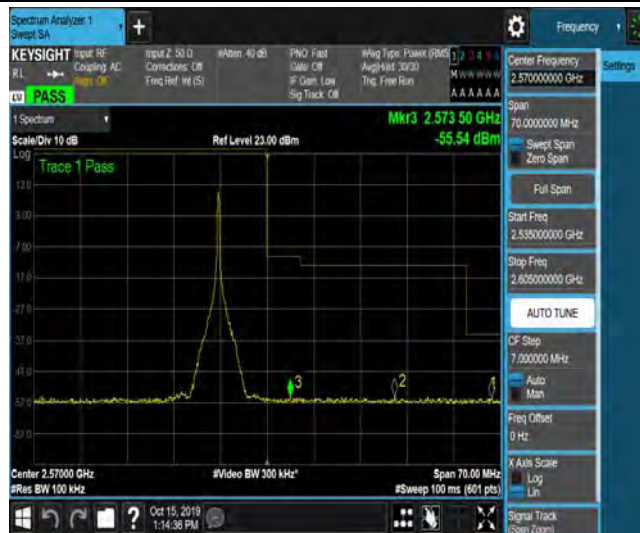 Spectrum Analyzer 1
Swept SA
+
Frequency
KEYSIGHT
RL
Input: RF
Coupling: AC
Align: Off
Input Z: 50 Ω
Corrections: Off
Freq Ref: Int (S)
#Atten: 40 dB
PNO: Fast
Gate: Off
IF Gain: Low
Sig Track: Off
#Avg Type: Power (RMS)
Avg|Hold: 30/30
Trig: Free Run
1 2 3 4 5 6
M W W W W W
A A A A A A
PASS
1 Spectrum
Mkr3 2.573 50 GHz
-55.54 dBm
Scale/Div 10 dB
Ref Level 23.00 dBm
Log
Trace 1 Pass
13.0
3.00
-7.00
-17.0
-27.0
-37.0
-47.0
-57.0
-67.0
3
2
1
Center 2.57000 GHz
#Video BW 300 kHz*
Span 70.00 MHz
#Res BW 100 kHz
#Sweep 100 ms (601 pts)
?
Oct 15, 2019
1:14:36 PM
Center Frequency
2.570000000 GHz
Settings
Span
70.0000000 MHz
Swept Span
Zero Span
Full Span
Start Freq
2.535000000 GHz
Stop Freq
2.605000000 GHz
AUTO TUNE
CF Step
7.000000 MHz
Auto
Man
Freq Offset
0 Hz
X Axis Scale
Log
Lin
Signal Track
(Span Zoom)